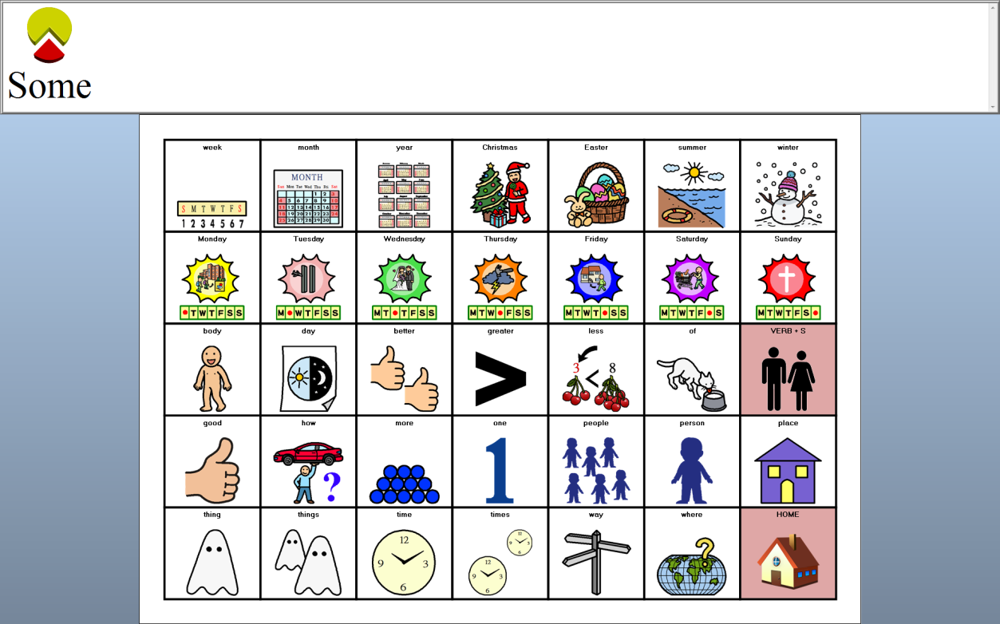 Some
week month year Christmas Easter summer winter
MONTH
Sun Mon Tue Wed Thu Fri Sat
1 2 3
4 5 6 7 8 9 10
11 12 13 14 15 16 17
18 19 20 21 22 23 24
25 26 27 28 29 30
S M T W T F S
1 2 3 4 5 6 7
Monday Tuesday Wednesday Thursday Friday Saturday Sunday
TWTFSS M WTFSS MT TFSS MTW FSS MTWT SS MTWTF S MTWTFS
body day better greater less of VERB + S
3 < 8
>
good how more one people person place
?
1
thing things time times way where HOME
12
9 3
6
12
9 3
6
12
9 3
6
?